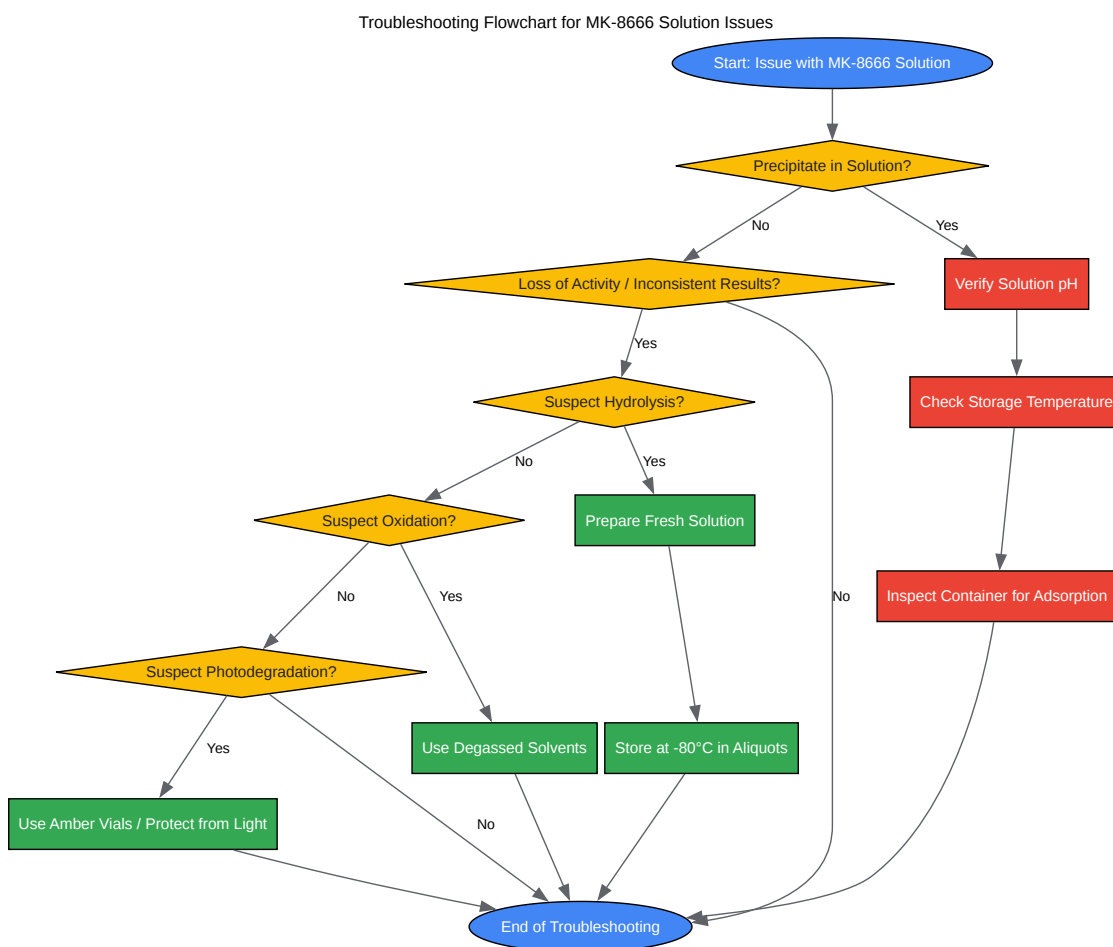 Troubleshooting Flowchart for MK-8666 Solution Issues
Start: Issue with MK-8666 Solution
Precipitate in Solution?
No
Yes
Loss of Activity / Inconsistent Results?
Verify Solution pH
Yes
Suspect Hydrolysis?
Check Storage Temperature
No
Yes
Suspect Oxidation?
Prepare Fresh Solution
No
Yes
No
Inspect Container for Adsorption
Suspect Photodegradation?
Yes
Use Degassed Solvents
Store at -80°C in Aliquots
Use Amber Vials / Protect from Light
No
End of Troubleshooting